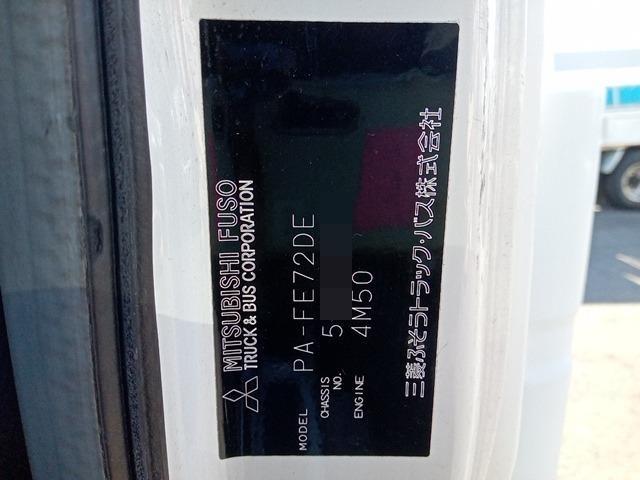 MITSUBISHI FUSO
TRUCK & BUS CORPORATION
MODEL PA-FE72DE
CHASSIS NO. 5
ENGINE 4M50
三菱ふそうトラック・バス株式会社